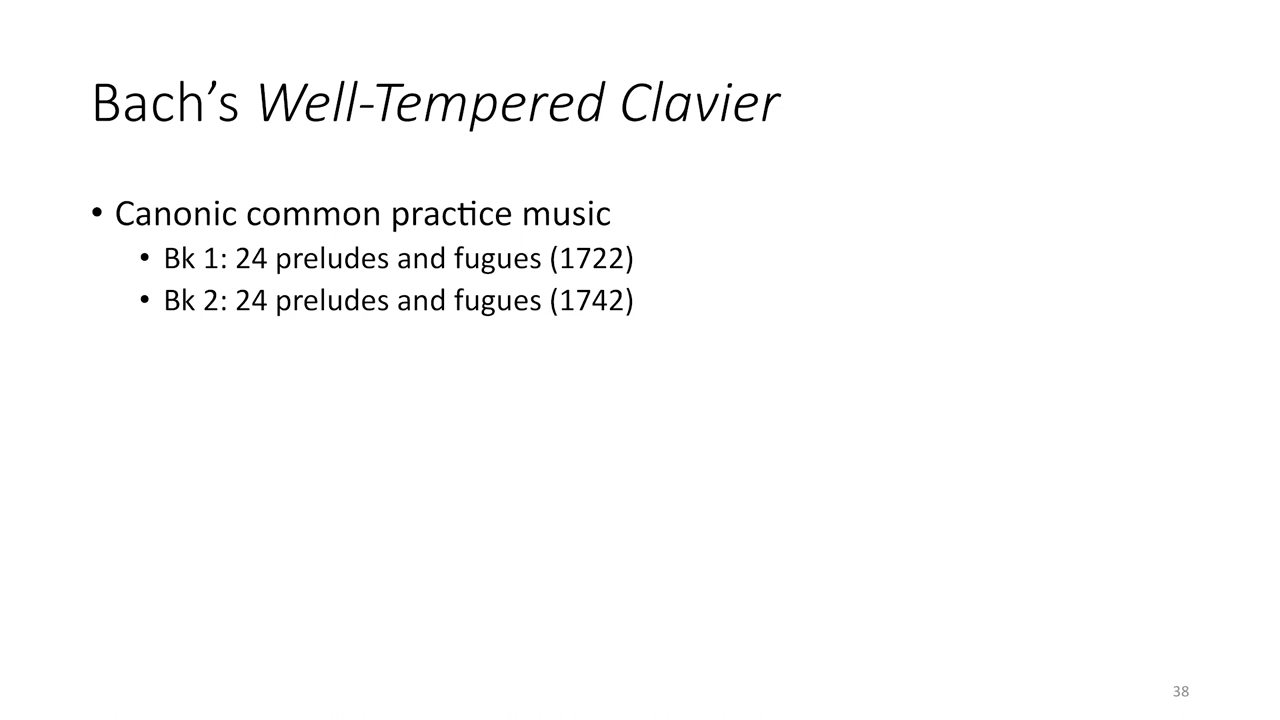 Bach’s Well-Tempered Clavier
• Canonic common practice music
• Bk 1: 24 preludes and fugues (1722)
• Bk 2: 24 preludes and fugues (1742)
38